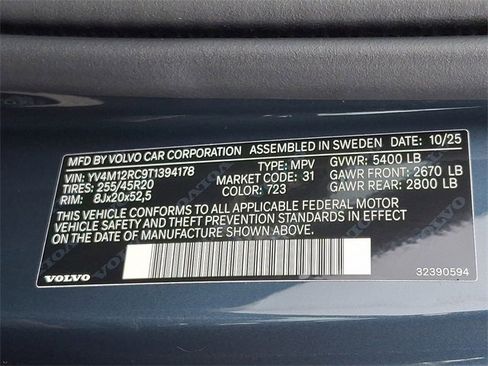 MFD. BY VOLVO CAR CORPORATION ASSEMBLED IN SWEDEN DATE: 10/25
VIN: YV4M12RC9T1394178 TYPE: MPV GVWR: 5400 LB
TIRES: 255/45R20 MARKET CODE: 31 GAWR FRONT: 2670 LB
RIM: 8Jx20x52,5 COLOR: 723 GAWR REAR: 2800 LB
THIS VEHICLE CONFORMS TO ALL APPLICABLE FEDERAL MOTOR
VEHICLE SAFETY AND THEFT PREVENTION STANDARDS IN EFFECT ON
THE DATE OF MANUFACTURE SHOWN ABOVE.
VOLVO 32390594